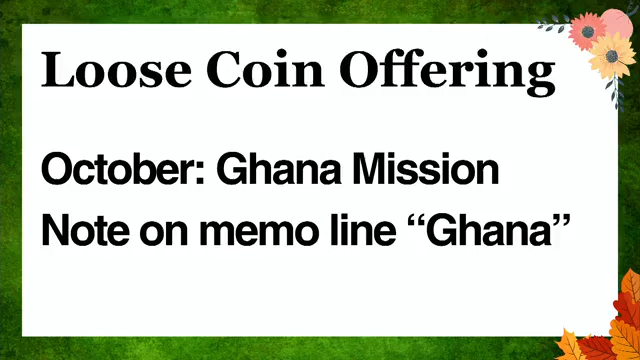 Loose Coin Offering
October: Ghana Mission
Note on memo line “Ghana”